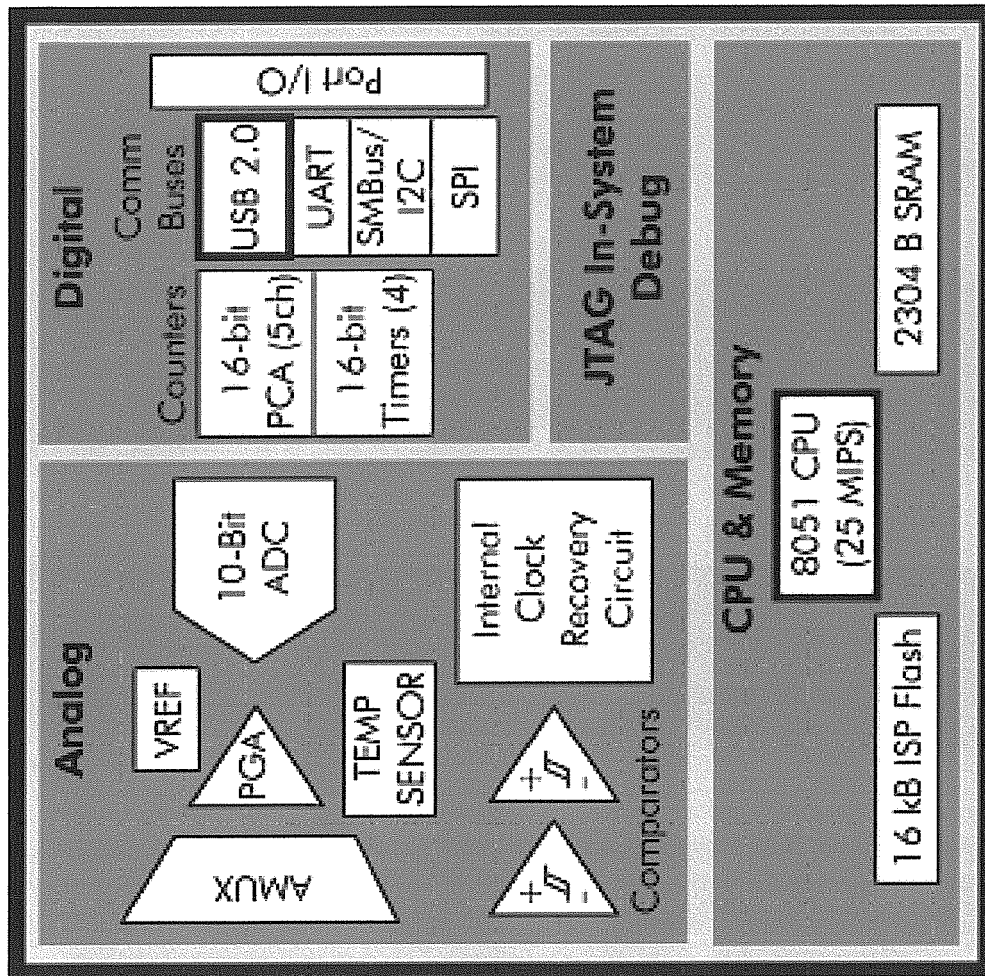 Analog
AMUX
PGA
VREF
10-Bit
ADC
TEMP
SENSOR
+
-
+
-
Comparators
Internal
Clock
Recovery
Circuit
Digital
Counters
16-bit
PCA (5ch)
16-bit
Timers (4)
Comm
Buses
USB 2.0
UART
SMBus/
I2C
SPI
Port I/O
JTAG In-System
Debug
CPU & Memory
16 kB ISP Flash
8051 CPU
(25 MIPS)
2304 B SRAM